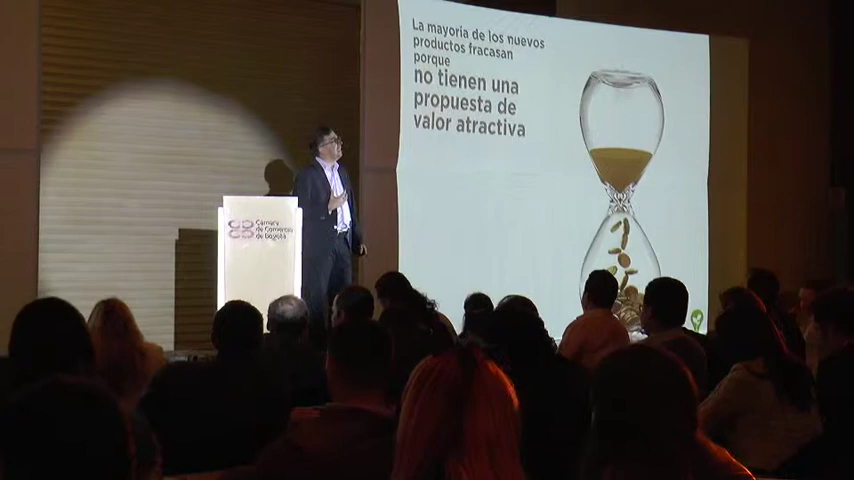 La mayoría de los nuevos
productos fracasan
porque
no tienen una
propuesta de
valor atractiva
Cámara
de Comercio
de Bogotá